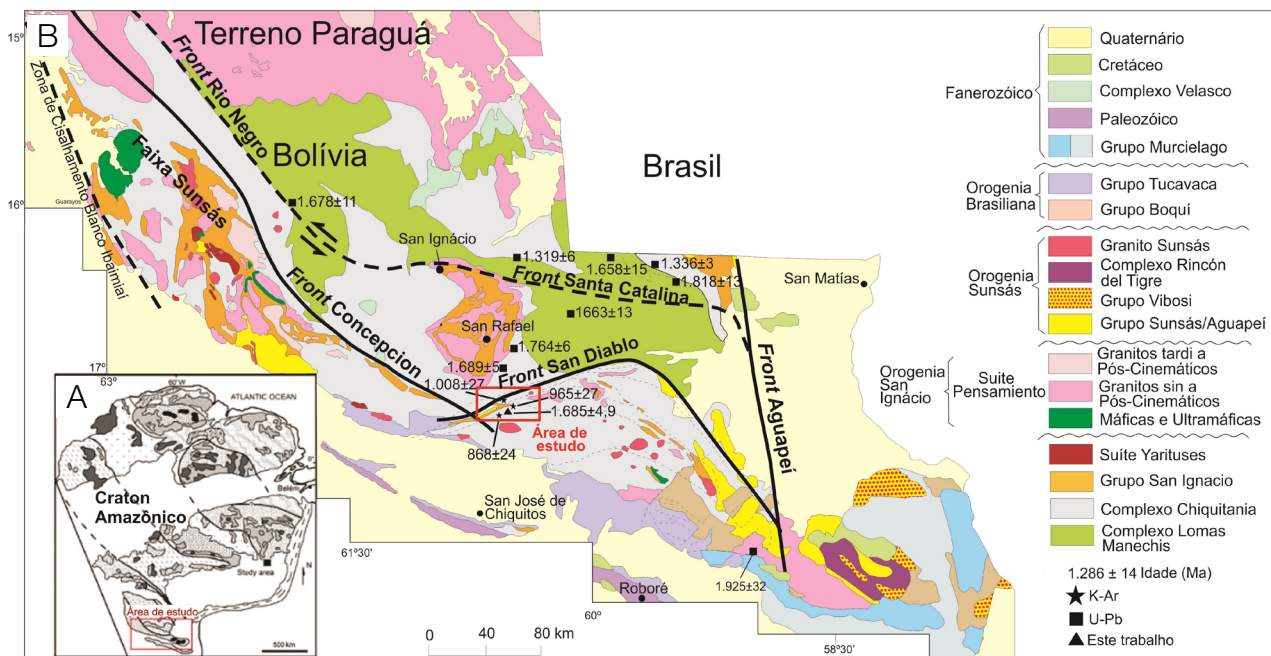 B
15°
16°
17°
63°
61°30'
60°
58°30'
Terreno Paraguá
Front Rio Negro
Zona de Cisalhamento Blanco Ibaimiaí
Faixa Sunsás
Guarayos
Bolívia
Brasil
1.678±11
San Ignácio
1.319±6
1.658±15
1.336±3
1.818±13
San Matías
Front Santa Catalina
Front Concepcion
1663±13
San Rafael
1.764±6
1.689±5
Front San Diablo
Front Aguapeí
1.008±27
965±27
1.685±4,9
Área de
estudo
868±24
San José de
Chiquitos
Roboré
1.925±32
0 40 80 km
A
60°W
ATLANTIC OCEAN
0°
Belém
Craton
Amazônico
Study area
N
Área de estudo
500 km
Fanerozóico
Quaternário
Cretáceo
Complexo Velasco
Paleozóico
Grupo Murcielago
Orogenia
Brasiliana
Grupo Tucavaca
Grupo Boquí
Orogenia
Sunsás
Granito Sunsás
Complexo Rincón
del Tigre
Grupo Vibosi
Grupo Sunsás/Aguapeí
Orogenia
San
Ignácio
Suite
Pensamiento
Granitos tardi a
Pós-Cinemáticos
Granitos sin a
Pós-Cinemáticos
Máficas e Ultramáficas
Suíte Yarituses
Grupo San Ignacio
Complexo Chiquitania
Complexo Lomas
Manechis
1.286 ± 14 Idade (Ma)
K-Ar
U-Pb
Este trabalho